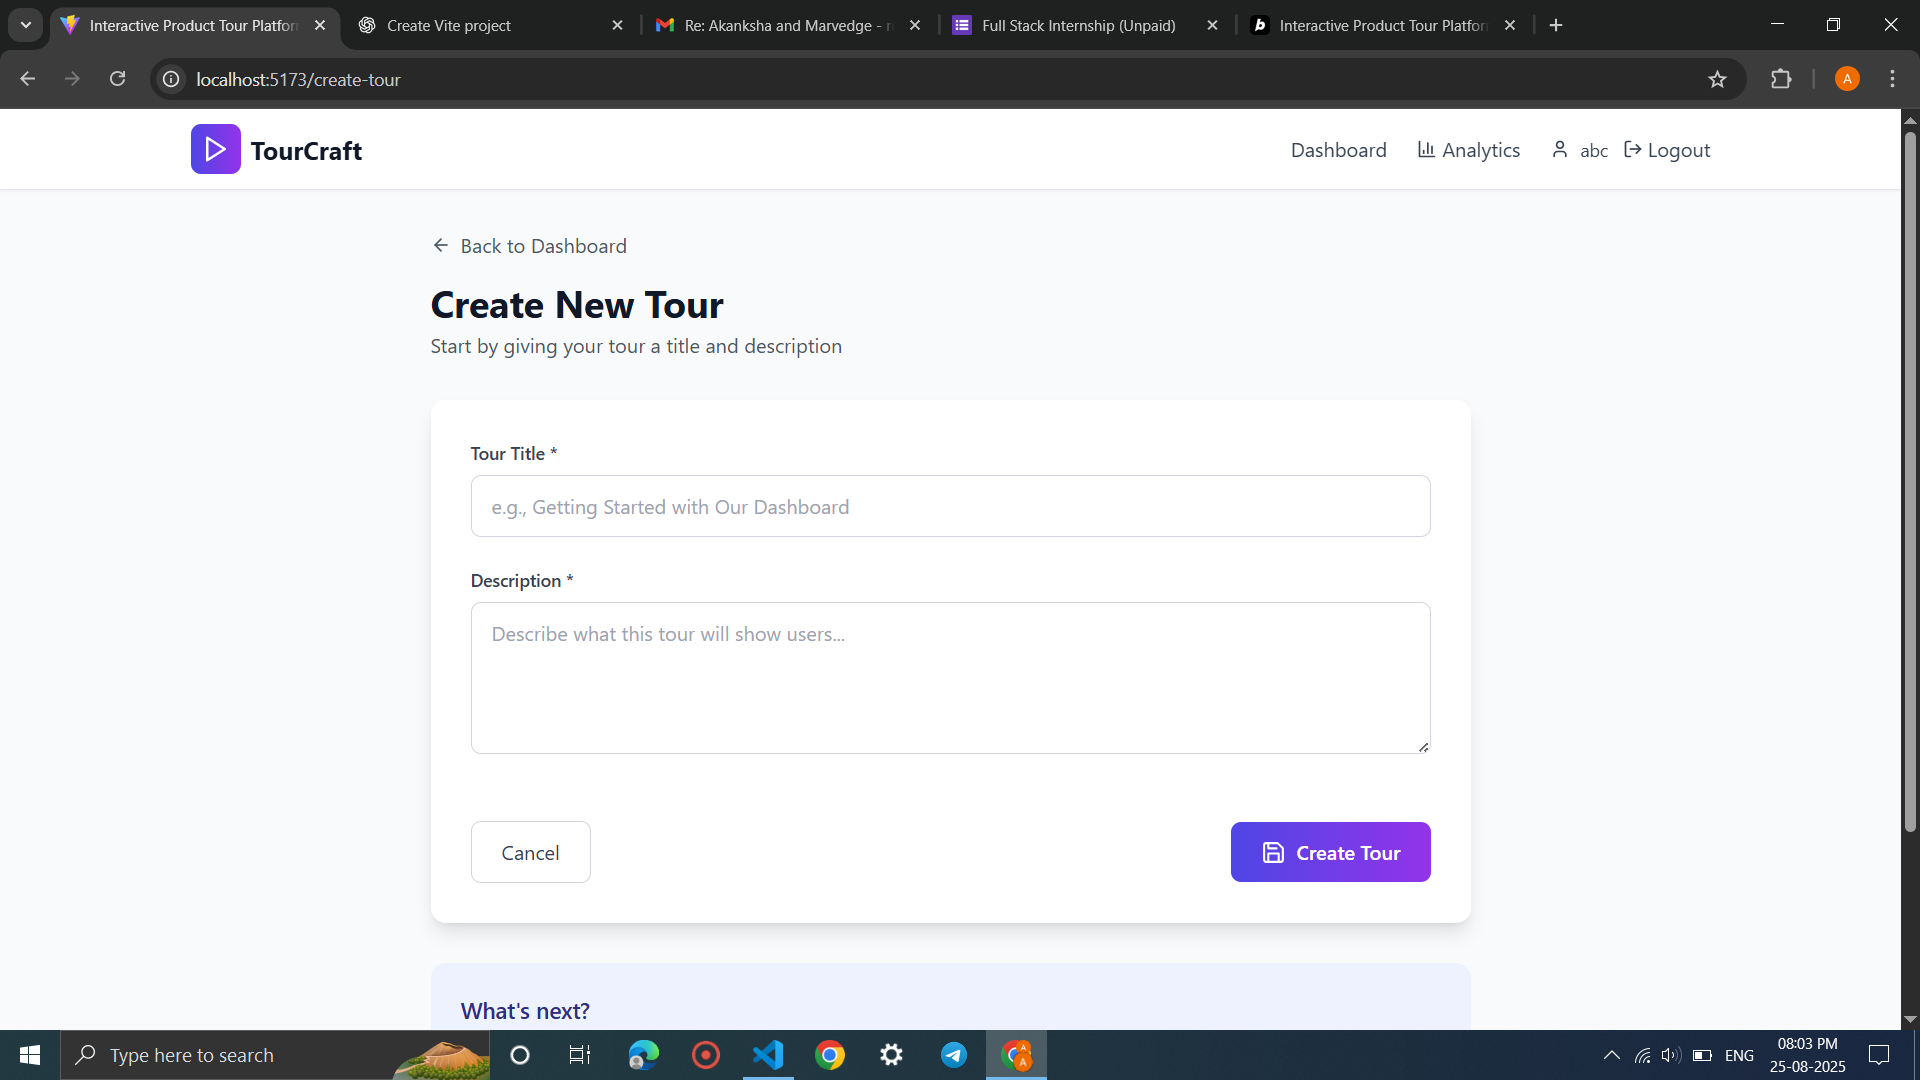 Interactive Product Tour Platfor
Create Vite project
Re: Akanksha and Marvedge - r
Full Stack Internship (Unpaid)
Interactive Product Tour Platfor
localhost:5173/create-tour
A
TourCraft
Dashboard
Analytics
abc
Logout
Back to Dashboard
Create New Tour
Start by giving your tour a title and description
Tour Title *
e.g., Getting Started with Our Dashboard
Description *
Describe what this tour will show users...
Cancel
Create Tour
What's next?
Type here to search
A
A
ENG
08:03 PM
25-08-2025